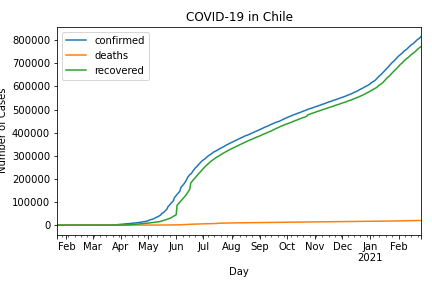 COVID-19 in Chile
confirmed
deaths
recovered
800000
700000
600000
500000
400000
300000
200000
100000
0
Number of Cases
Feb Mar Apr May Jun Jul Aug Sep Oct Nov Dec Jan Feb
2021
Day